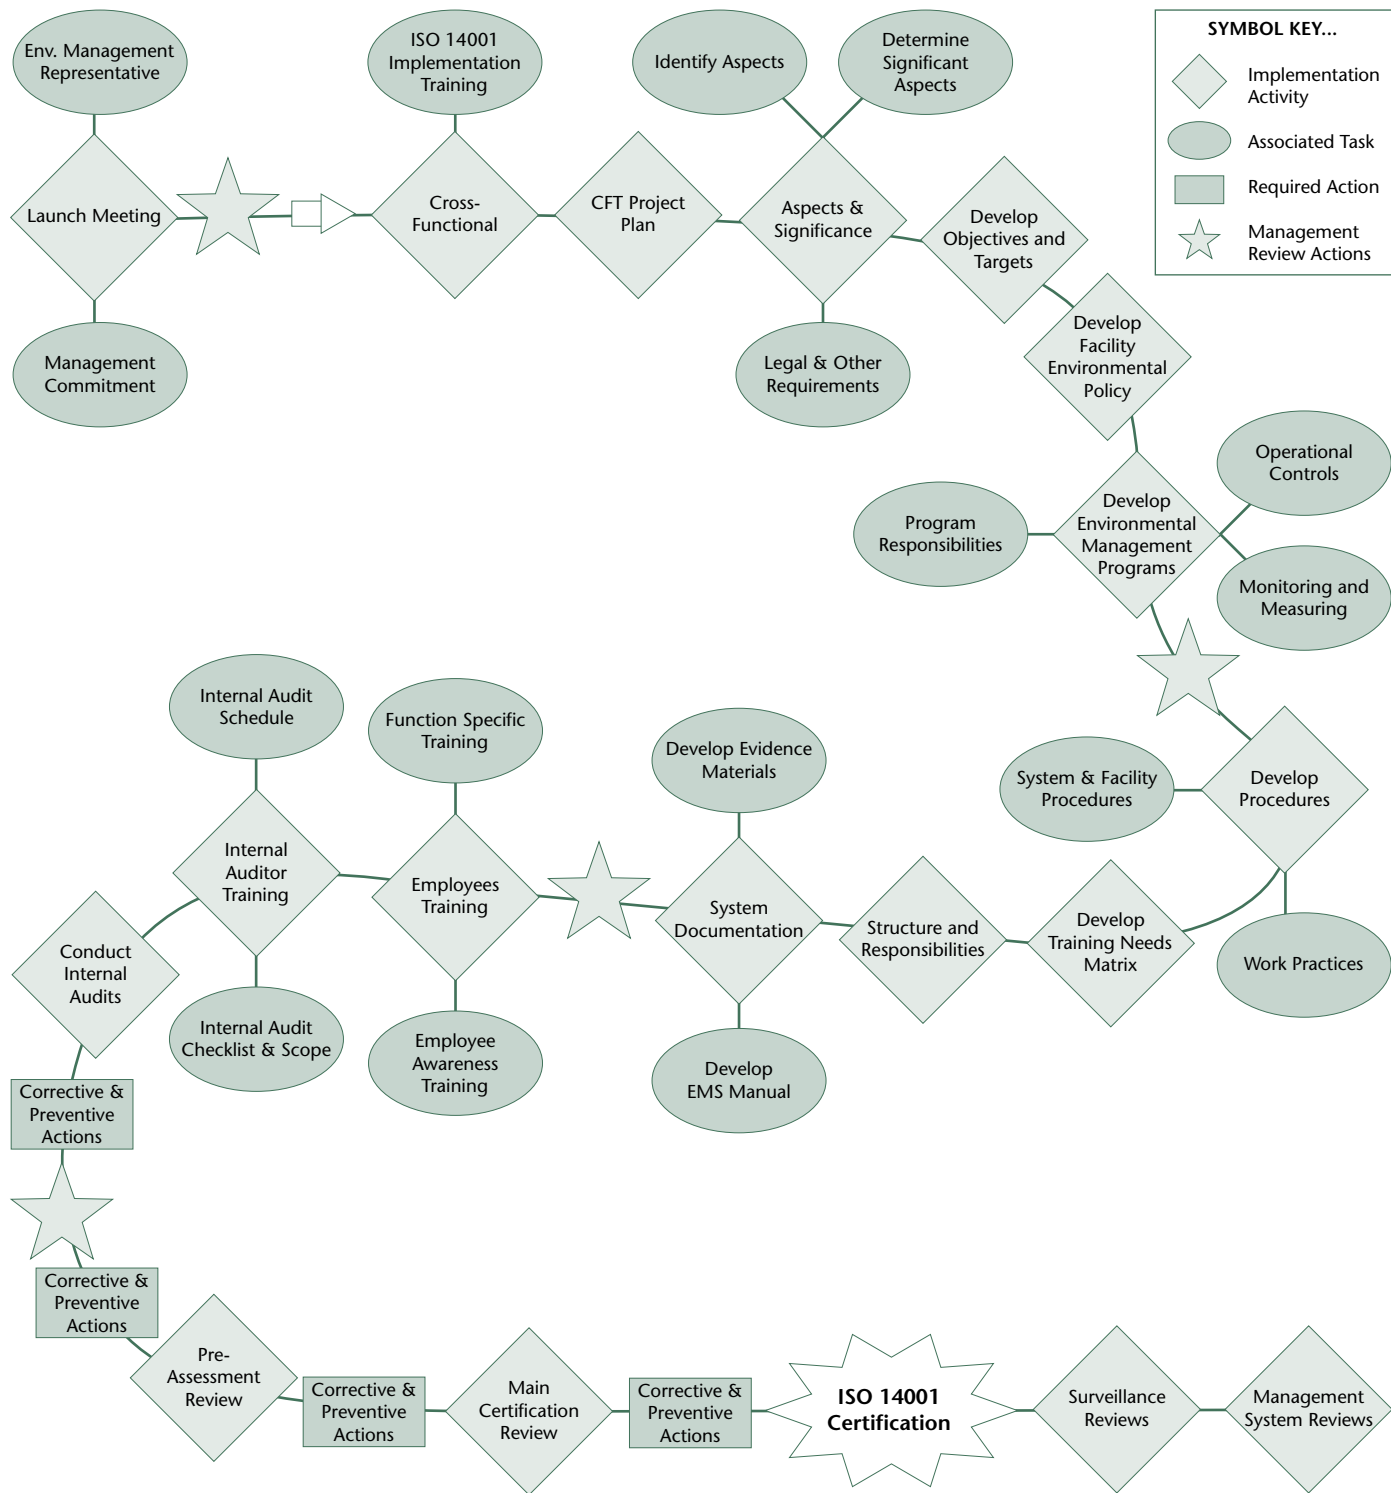 Env. Management
Representative
ISO 14001
Implementation
Training
Identify Aspects
Determine
Significant
Aspects
SYMBOL KEY...
Implementation
Activity
Associated Task
Required Action
Management
Review Actions
Launch Meeting
Cross-
Functional
CFT Project
Plan
Aspects &
Significance
Develop
Objectives and
Targets
Management
Commitment
Legal & Other
Requirements
Develop
Facility
Environmental
Policy
Operational
Controls
Program
Responsibilities
Develop
Environmental
Management
Programs
Monitoring and
Measuring
Internal Audit
Schedule
Function Specific
Training
Develop Evidence
Materials
System & Facility
Procedures
Develop
Procedures
Internal
Auditor
Training
Employees
Training
System
Documentation
Structure and
Responsibilities
Develop
Training Needs
Matrix
Work Practices
Conduct
Internal
Audits
Internal Audit
Checklist & Scope
Employee
Awareness
Training
Develop
EMS Manual
Corrective &
Preventive
Actions
Corrective &
Preventive
Actions
Pre-
Assessment
Review
Corrective &
Preventive
Actions
Main
Certification
Review
Corrective &
Preventive
Actions
ISO 14001
Certification
Surveillance
Reviews
Management
System Reviews